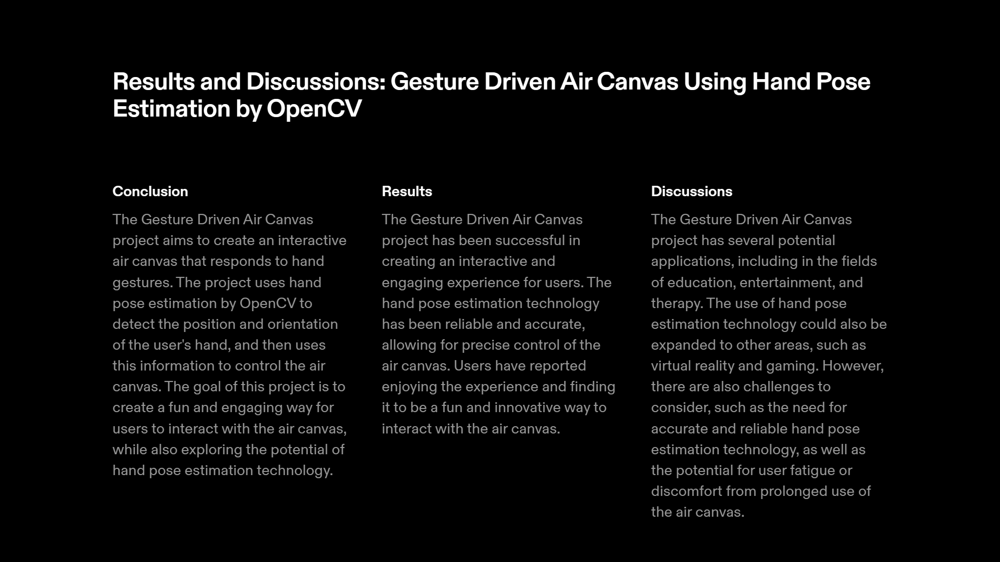 Results and Discussions: Gesture Driven Air Canvas Using Hand Pose
Estimation by OpenCV
Conclusion
The Gesture Driven Air Canvas
project aims to create an interactive
air canvas that responds to hand
gestures. The project uses hand
pose estimation by OpenCV to
detect the position and orientation
of the user's hand, and then uses
this information to control the air
canvas. The goal of this project is to
create a fun and engaging way for
users to interact with the air canvas,
while also exploring the potential of
hand pose estimation technology.
Results
The Gesture Driven Air Canvas
project has been successful in
creating an interactive and
engaging experience for users. The
hand pose estimation technology
has been reliable and accurate,
allowing for precise control of the
air canvas. Users have reported
enjoying the experience and finding
it to be a fun and innovative way to
interact with the air canvas.
Discussions
The Gesture Driven Air Canvas
project has several potential
applications, including in the fields
of education, entertainment, and
therapy. The use of hand pose
estimation technology could also be
expanded to other areas, such as
virtual reality and gaming. However,
there are also challenges to
consider, such as the need for
accurate and reliable hand pose
estimation technology, as well as
the potential for user fatigue or
discomfort from prolonged use of
the air canvas.